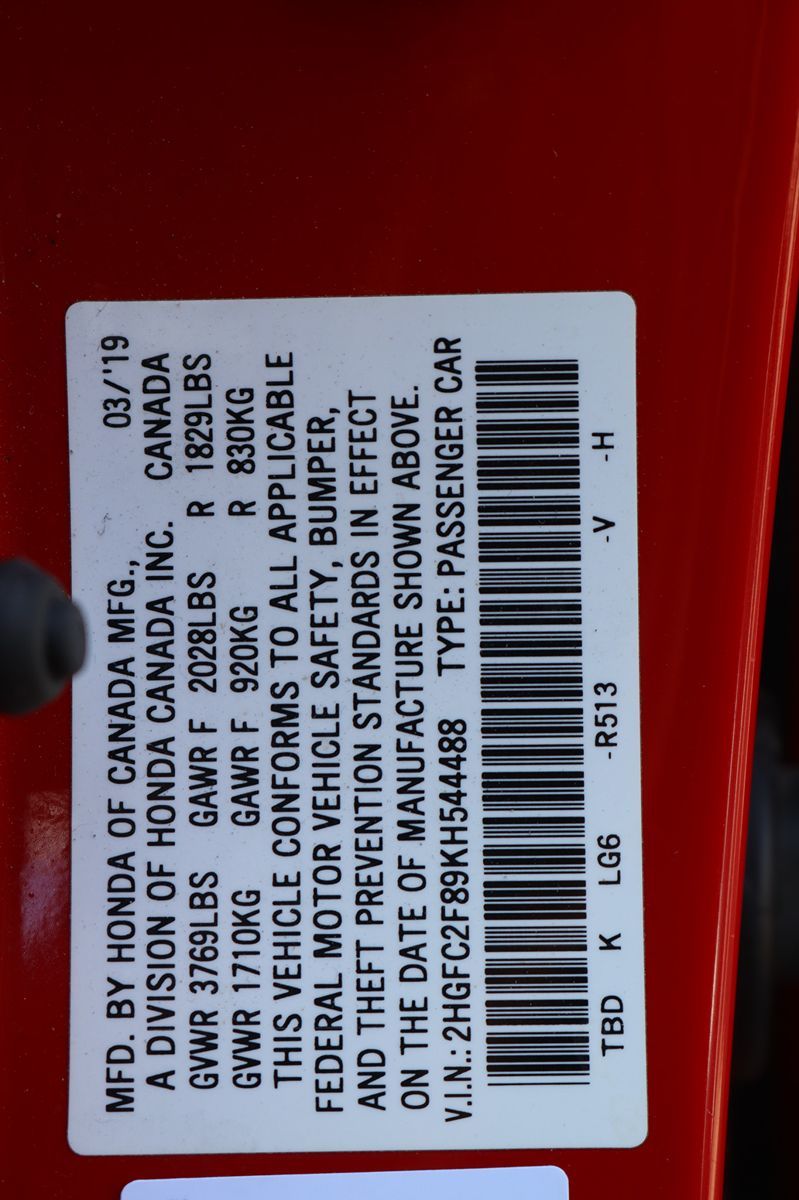 MFD. BY HONDA OF CANADA MFG., 03/'19
A DIVISION OF HONDA CANADA INC. CANADA
GVWR 3769LBS GAWR F 2028LBS R 1829LBS
GVWR 1710KG GAWR F 920KG R 830KG
THIS VEHICLE CONFORMS TO ALL APPLICABLE
FEDERAL MOTOR VEHICLE SAFETY, BUMPER,
AND THEFT PREVENTION STANDARDS IN EFFECT
ON THE DATE OF MANUFACTURE SHOWN ABOVE.
V.I.N.: 2HGFC2F89KH544488 TYPE: PASSENGER CAR
TBD K LG6 -R513 -V -H